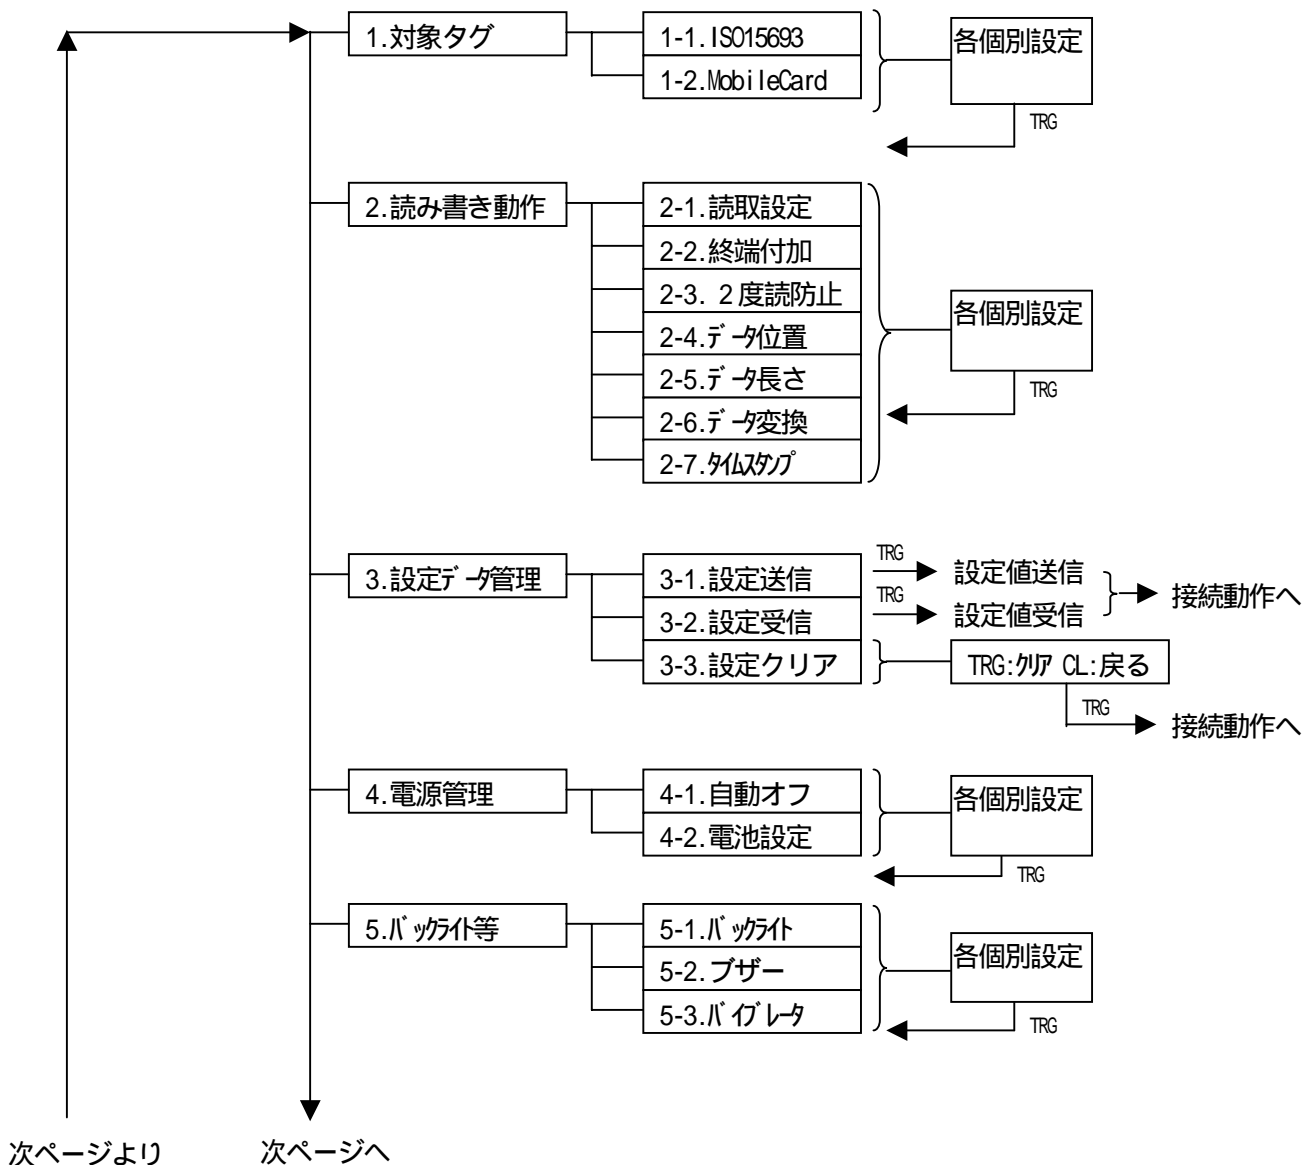 1.対象タグ
1-1.ISO15693
1-2.MobileCard
各個別設定
TRG
2.読み書き動作
2-1.読取設定
2-2.終端付加
2-3.２度読防止
2-4.ﾃﾞｰﾀ位置
2-5.ﾃﾞｰﾀ長さ
2-6.ﾃﾞｰﾀ変換
2-7.ﾀｲﾑｽﾀﾝﾌﾟ
各個別設定
TRG
3.設定ﾃﾞｰﾀ管理
3-1.設定送信
TRG
設定値送信
3-2.設定受信
TRG
設定値受信
接続動作へ
3-3.設定クリア
TRG:ｸﾘｱ CL:戻る
TRG
接続動作へ
4.電源管理
4-1.自動オフ
4-2.電池設定
各個別設定
TRG
5.ﾊﾞｯｸﾗｲﾄ等
5-1.ﾊﾞｯｸﾗｲﾄ
5-2.ブザー
5-3.ﾊﾞｲﾌﾞﾚｰﾀ
各個別設定
TRG
次ページより
次ページへ